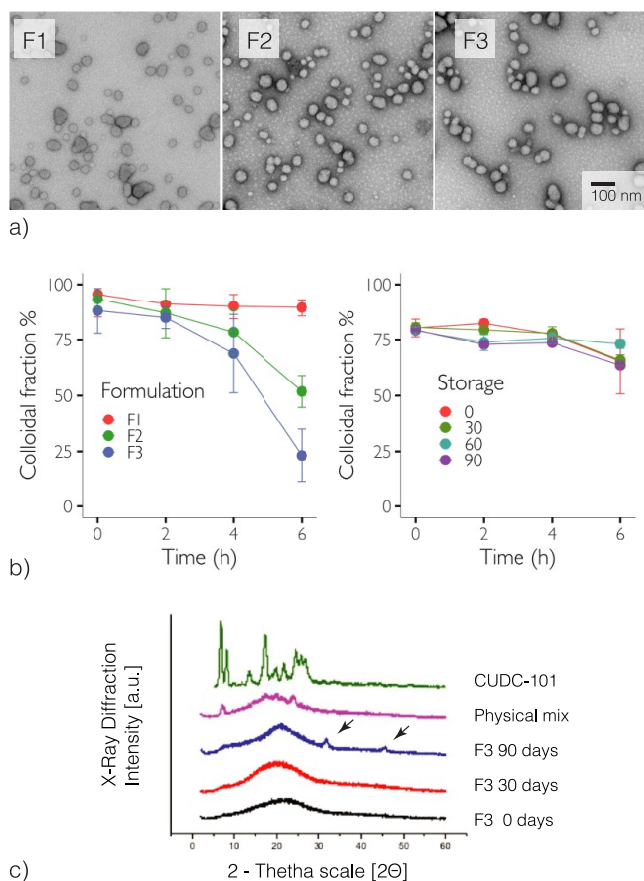 F1
F2
F3
100 nm
a)
Colloidal fraction %
100
75
50
25
0
Formulation
F1
F2
F3
0
2
4
6
Time (h)
Colloidal fraction %
100
75
50
25
0
Storage
0
30
60
90
0
2
4
6
Time (h)
b)
X-Ray Diffraction
Intensity [a.u.]
CUDC-101
Physical mix
F3 90 days
F3 30 days
F3 0 days
0
10
20
30
40
50
60
2 - Thetha scale [2Θ]
c)